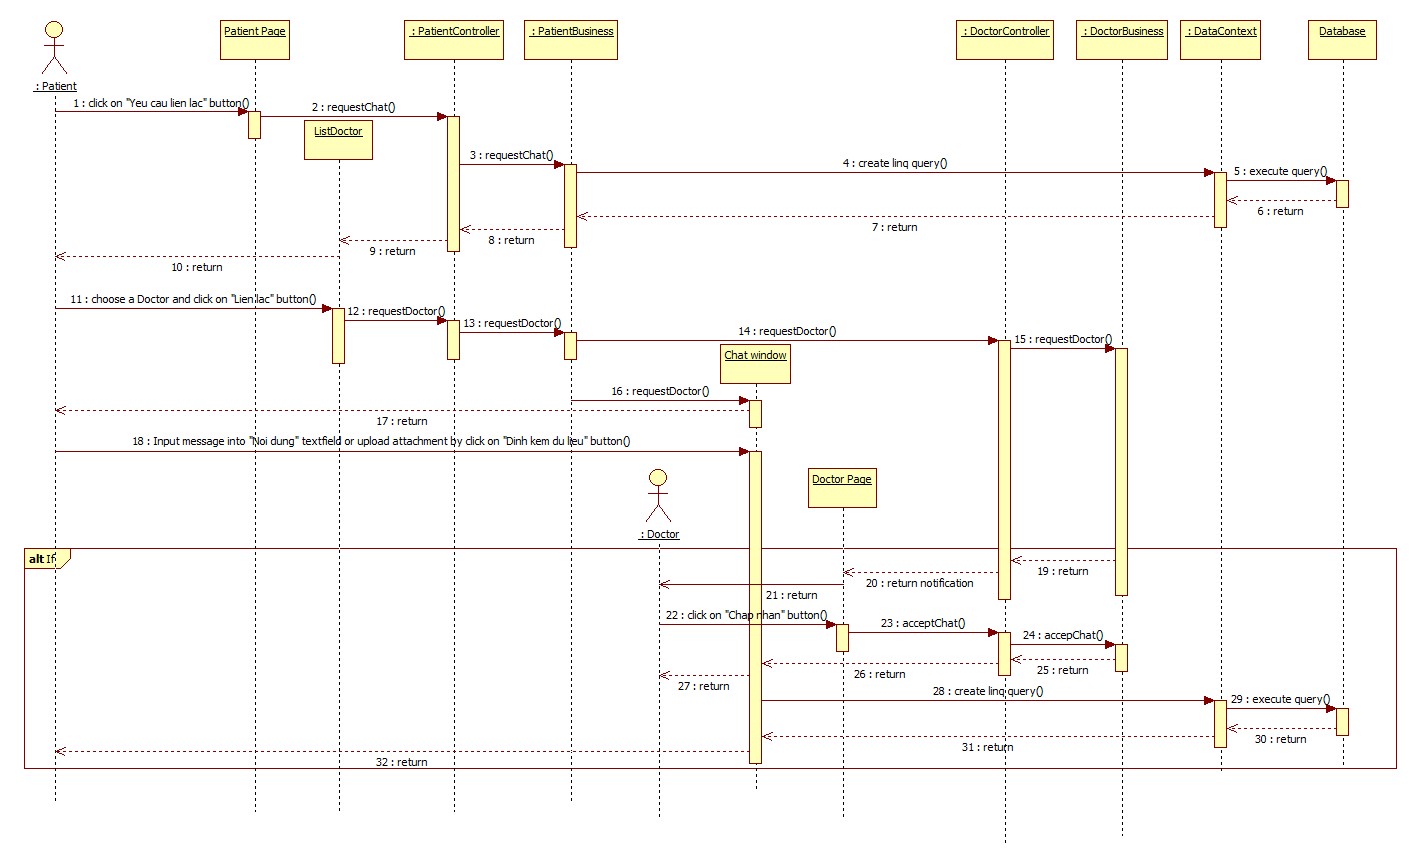 Patient Page
: PatientController
: PatientBusiness
: DoctorController
: DoctorBusiness
: DataContext
Database
: Patient
1 : click on "Yeu cau lien lac" button()
2 : requestChat()
ListDoctor
3 : requestChat()
4 : create linq query()
5 : execute query()
6 : return
7 : return
8 : return
9 : return
10 : return
11 : choose a Doctor and click on "Lien lac" button()
12 : requestDoctor()
13 : requestDoctor()
14 : requestDoctor()
15 : requestDoctor()
Chat window
16 : requestDoctor()
17 : return
18 : Input message into "Noi dung" textfield or upload attachment by click on "Dinh kem du lieu" button()
Doctor Page
: Doctor
alt If
19 : return
20 : return notification
21 : return
22 : click on "Chap nhan" button()
23 : acceptChat()
24 : accepChat()
25 : return
26 : return
27 : return
28 : create linq query()
29 : execute query()
30 : return
31 : return
32 : return